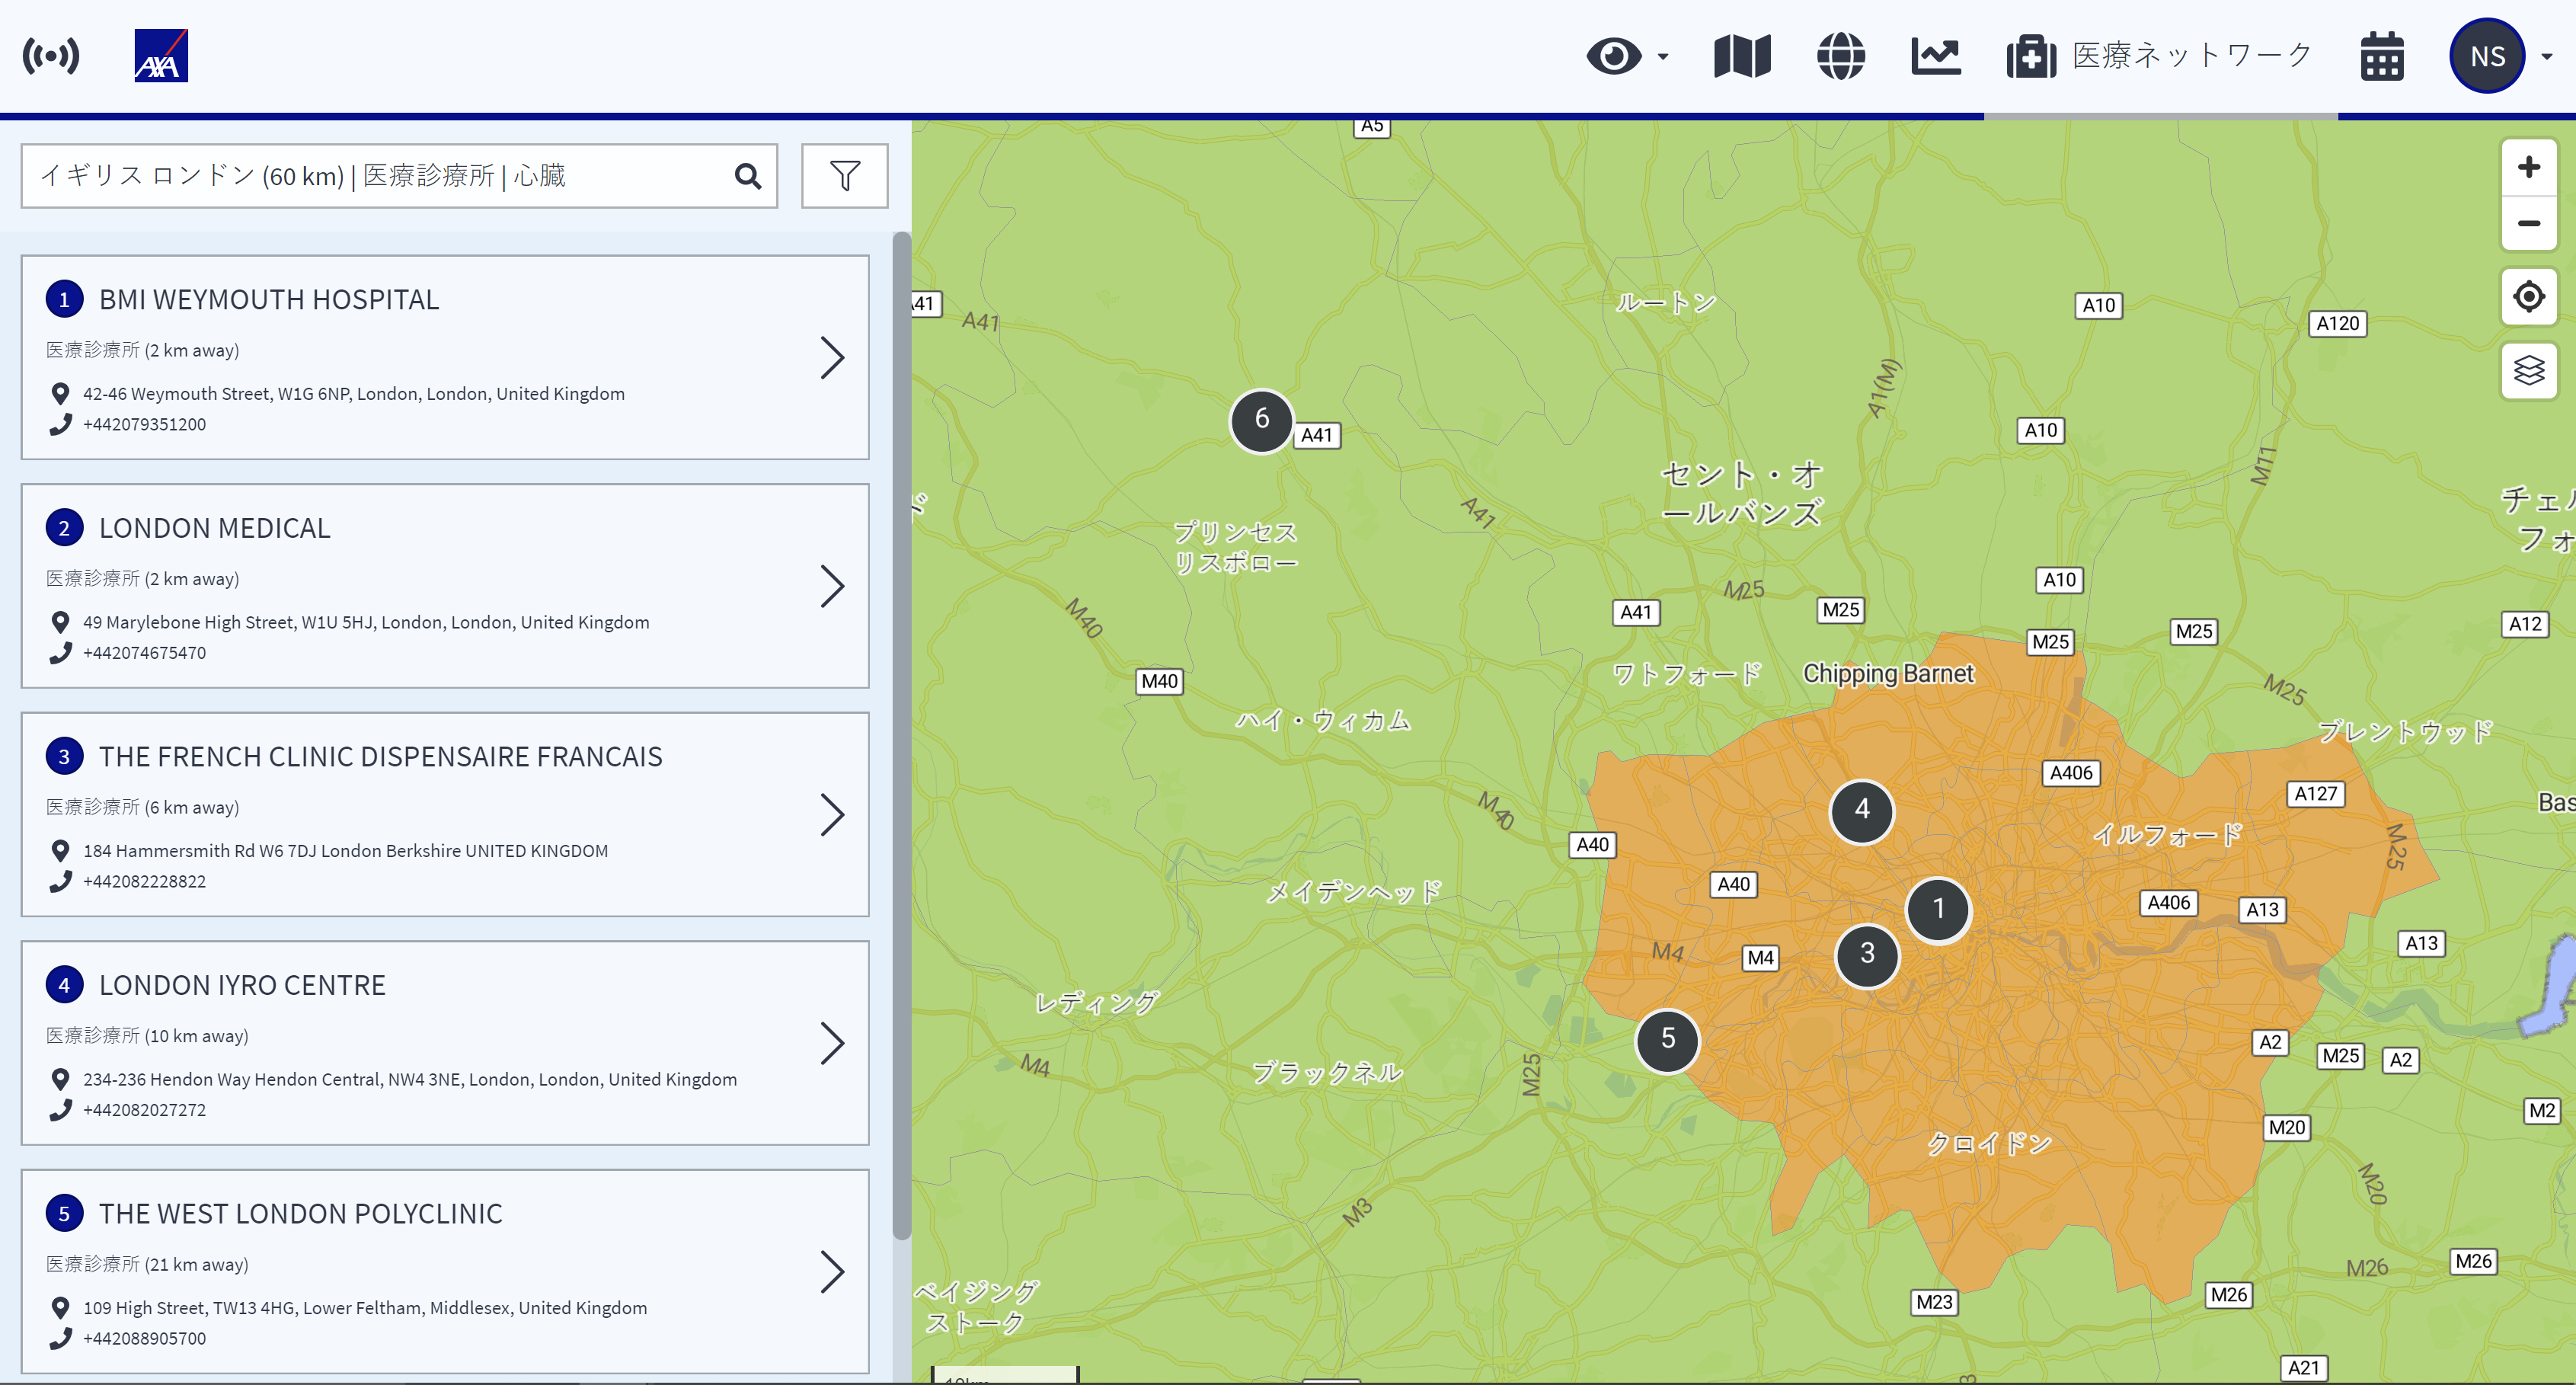 AXA
医療ネットワーク
NS
イギリス ロンドン (60 km) | 医療診療所 | 心臓
1 BMI WEYMOUTH HOSPITAL
医療診療所 (2 km away)
42-46 Weymouth Street, W1G 6NP, London, London, United Kingdom
+442079351200
2 LONDON MEDICAL
医療診療所 (2 km away)
49 Marylebone High Street, W1U 5HJ, London, London, United Kingdom
+442074675470
3 THE FRENCH CLINIC DISPENSAIRE FRANCAIS
医療診療所 (6 km away)
184 Hammersmith Rd W6 7DJ London Berkshire UNITED KINGDOM
+442082228822
4 LONDON IYRO CENTRE
医療診療所 (10 km away)
234-236 Hendon Way Hendon Central, NW4 3NE, London, London, United Kingdom
+442082027272
5 THE WEST LONDON POLYCLINIC
医療診療所 (21 km away)
109 High Street, TW13 4HG, Lower Feltham, Middlesex, United Kingdom
+442088905700
A5
A41
A41
ルートン
A10
A120
A1(M)
6
A41
A10
M11
セント・オ
ールバンズ
A41
プリンセス
リスボロー
チェル
フォ
M25
A10
M40
A41
M25
M25
M25
A12
M40
ワトフォード
Chipping Barnet
M25
ハイ・ウィカム
ブレントウッド
A406
A127
Bas
M40
4
A40
イルフォード
M25
A40
メイデンヘッド
1
A406
A13
M4
M4
3
A13
レディング
5
A2
M25
A2
M4
ブラックネル
M25
M2
M20
クロイドン
M3
M20
ベイジング
ストーク
M26
M26
M23
M26
A21